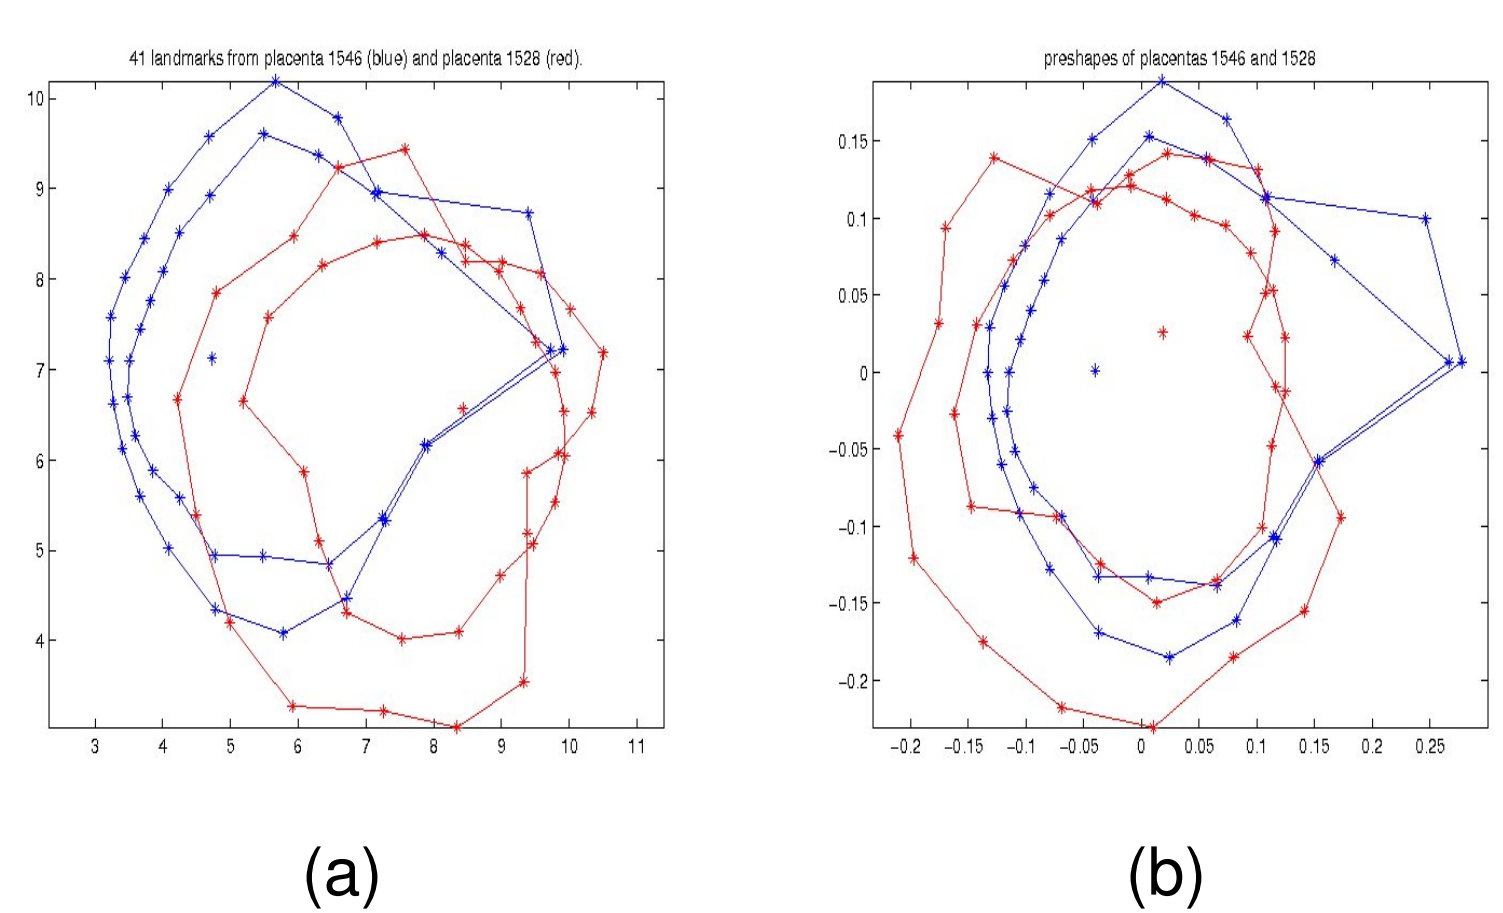 41 landmarks from placenta 1546 (blue) and placenta 1528 (red).
preshapes of placentas 1546 and 1528
10
9
8
7
6
5
4
3 4 5 6 7 8 9 10 11
0.15
0.1
0.05
0
−0.05
−0.1
−0.15
−0.2
−0.2 −0.15 −0.1 −0.05 0 0.05 0.1 0.15 0.2 0.25
(a)
(b)